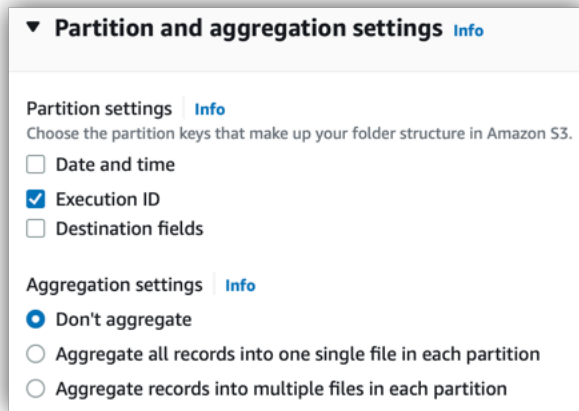 Partition and aggregation settings Info
Partition settings Info
Choose the partition keys that make up your folder structure in Amazon S3.
Date and time
Execution ID
Destination fields
Aggregation settings Info
Don't aggregate
Aggregate all records into one single file in each partition
Aggregate records into multiple files in each partition